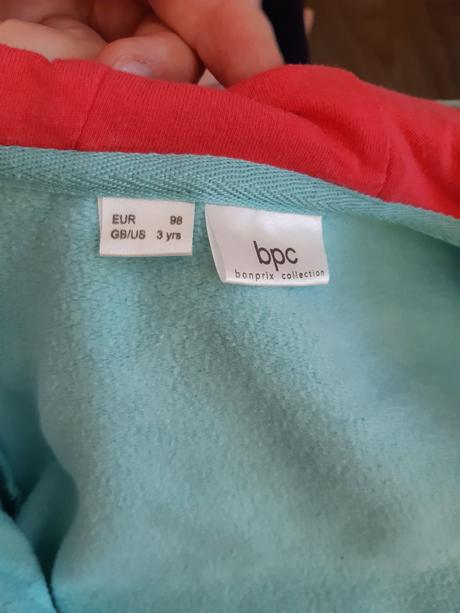 EUR 98
GB/US 3 yrs
bpc
bonprix collection